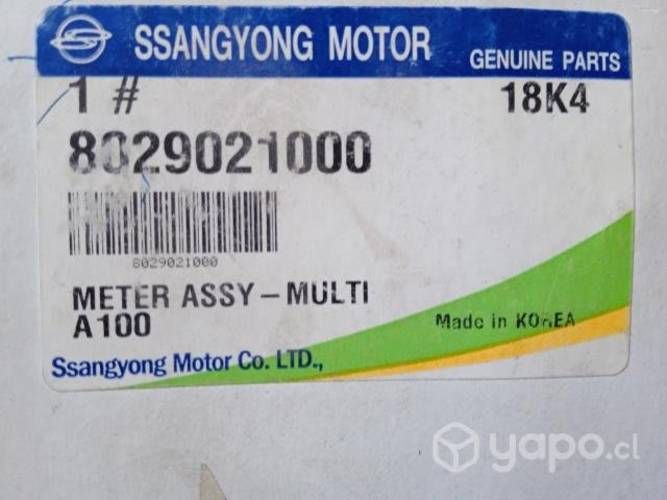 SSANGYONG MOTOR GENUINE PARTS
1 # 18K4
8029021000
8029021000
METER ASSY-MULTI
A100
Made in KOREA
Ssangyong Motor Co. LTD.,
yapo.cl